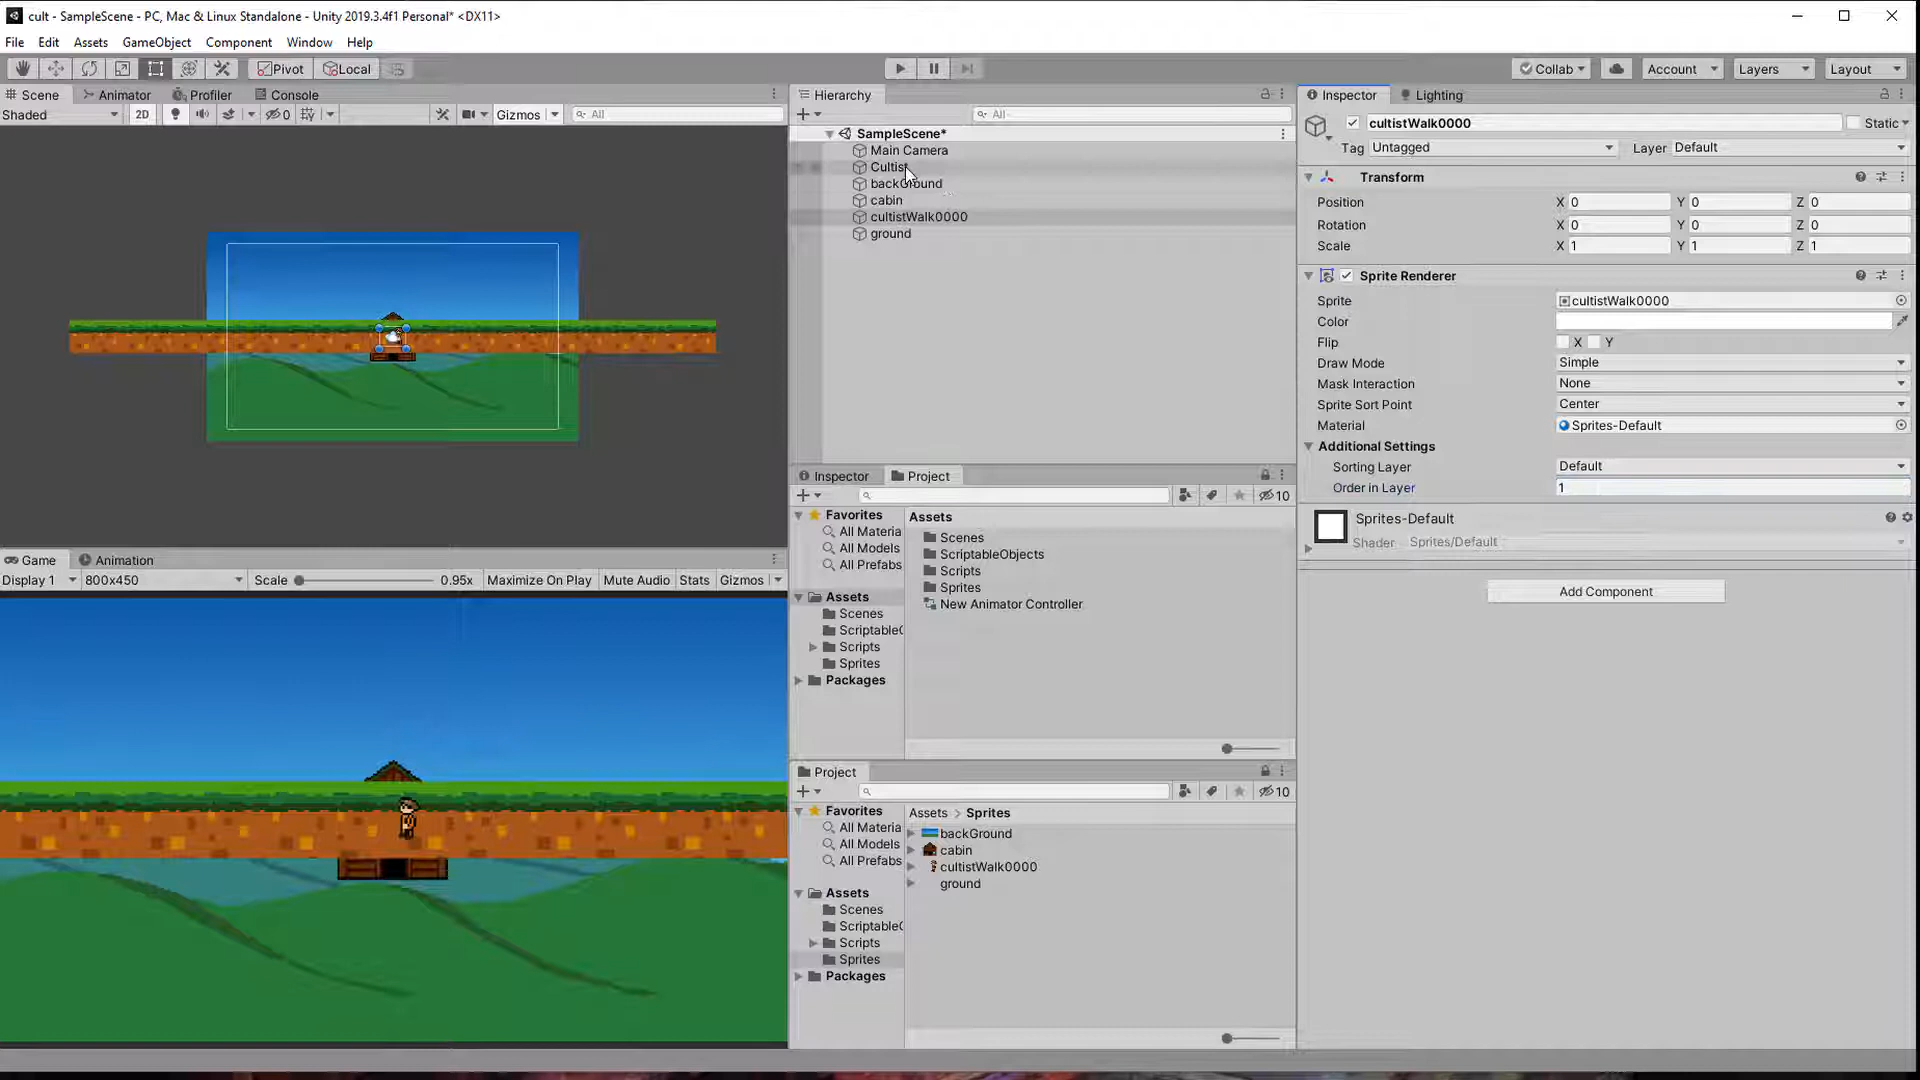 cult - SampleScene - PC, Mac & Linux Standalone - Unity 2019.3.4f1 Personal* <DX11>
File Edit Assets GameObject Component Window Help
Pivot Local Collab Account Layers Layout
Scene Animator Profiler Console
Shaded 2D 0 Gizmos All
Hierarchy
All
SampleScene*
Main Camera
Cultist
backGround
cabin
cultistWalk0000
ground
Inspector Lighting
cultistWalk0000 Static
Tag Untagged Layer Default
Transform
Position X 0 Y 0 Z 0
Rotation X 0 Y 0 Z 0
Scale X 1 Y 1 Z 1
Sprite Renderer
Sprite cultistWalk0000
Color
Flip X Y
Draw Mode Simple
Mask Interaction None
Sprite Sort Point Center
Material Sprites-Default
Additional Settings
Sorting Layer Default
Order in Layer 1
Sprites-Default
Shader Sprites/Default
Add Component
Inspector Project
10
Favorites
All Materia
All Models
All Prefabs
Assets
Scenes
Scriptable(
Scripts
Sprites
Packages
Assets
Scenes
ScriptableObjects
Scripts
Sprites
New Animator Controller
Game Animation
Display 1 800x450 Scale 0.95x Maximize On Play Mute Audio Stats Gizmos
Project
10
Favorites
All Materia
All Models
All Prefabs
Assets
Scenes
Scriptable(
Scripts
Sprites
Packages
Assets > Sprites
backGround
cabin
cultistWalk0000
ground